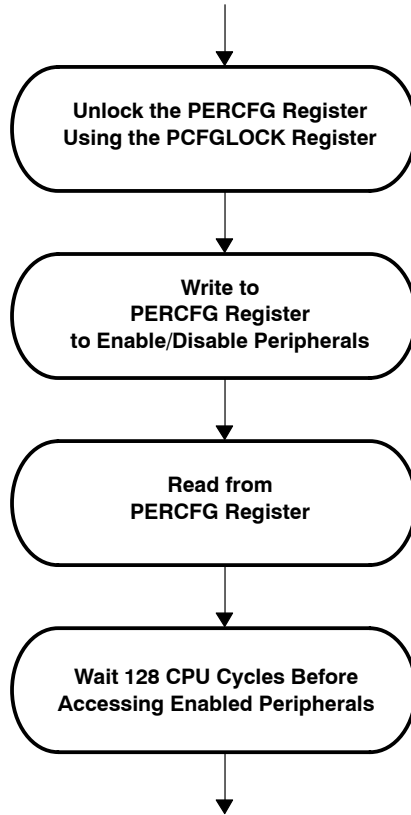 Unlock the PERCFG Register
Using the PCFGLOCK Register
Write to
PERCFG Register
to Enable/Disable Peripherals
Read from
PERCFG Register
Wait 128 CPU Cycles Before
Accessing Enabled Peripherals